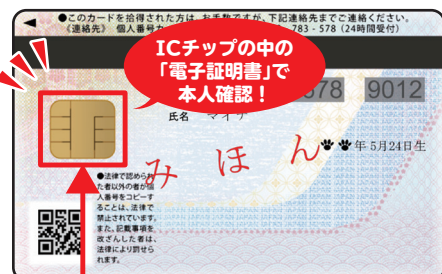 ●このカードを拾得された方は、お手数ですが、下記連絡先までご連絡ください。
《連絡先》 個人番号カ
783-578 (24時間受付)
ICチップの中の
「電子証明書」で
本人確認！
678 9012
氏名 マイナ
年 5月24日生
みほん
●法律で認められ
た者以外の者が個
人番号をコピーす
ることは、法律で
禁止されています。
また、記載事項を
改ざんした者は、
法律により罰せら
れます。